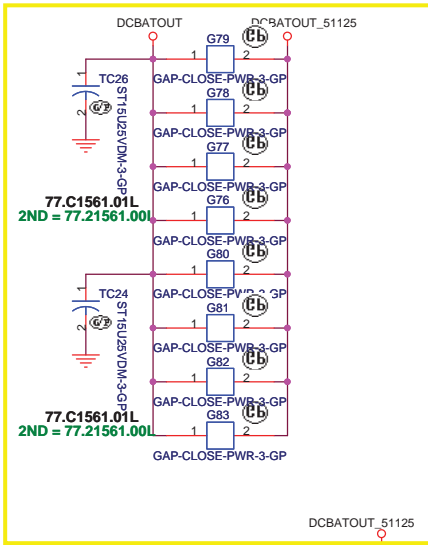 DCBATOUT
DCBATOUT_51125
G79
1 2
GAP-CLOSE-PWR-3-GP
G78
1 2
GAP-CLOSE-PWR-3-GP
G77
1 2
GAP-CLOSE-PWR-3-GP
G76
1 2
GAP-CLOSE-PWR-3-GP
G80
1 2
GAP-CLOSE-PWR-3-GP
G81
1 2
GAP-CLOSE-PWR-3-GP
G82
1 2
GAP-CLOSE-PWR-3-GP
G83
1 2
GAP-CLOSE-PWR-3-GP
1
TC26
2
ST15U25VDM-3-GP
77.C1561.01L
2ND = 77.21561.00L
1
TC24
2
ST15U25VDM-3-GP
77.C1561.01L
2ND = 77.21561.00L
DCBATOUT_51125